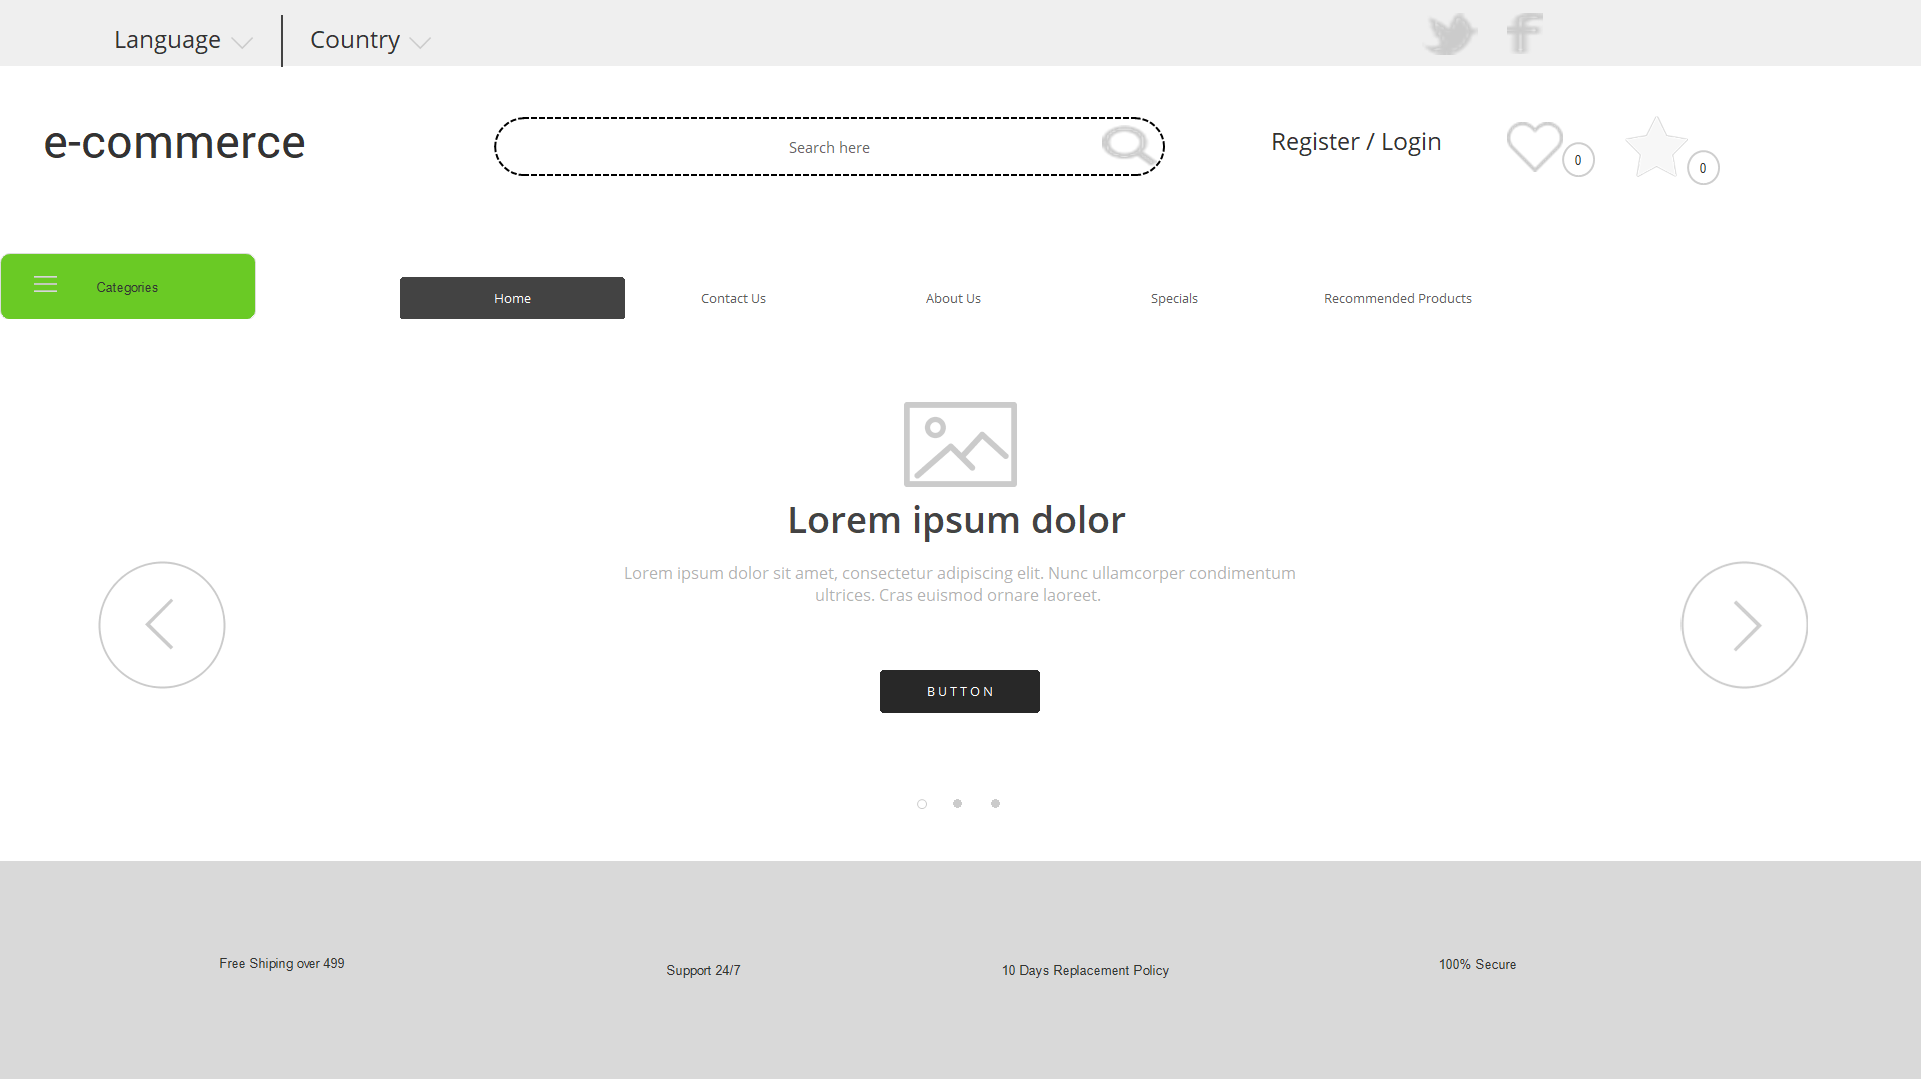 Language
Country
e-commerce
Search here
Register / Login
0
0
Categories
Home
Contact Us
About Us
Specials
Recommended Products
Lorem ipsum dolor
Lorem ipsum dolor sit amet, consectetur adipiscing elit. Nunc ullamcorper condimentum
ultrices. Cras euismod ornare laoreet.
BUTTON
Free Shiping over 499
Support 24/7
10 Days Replacement Policy
100% Secure